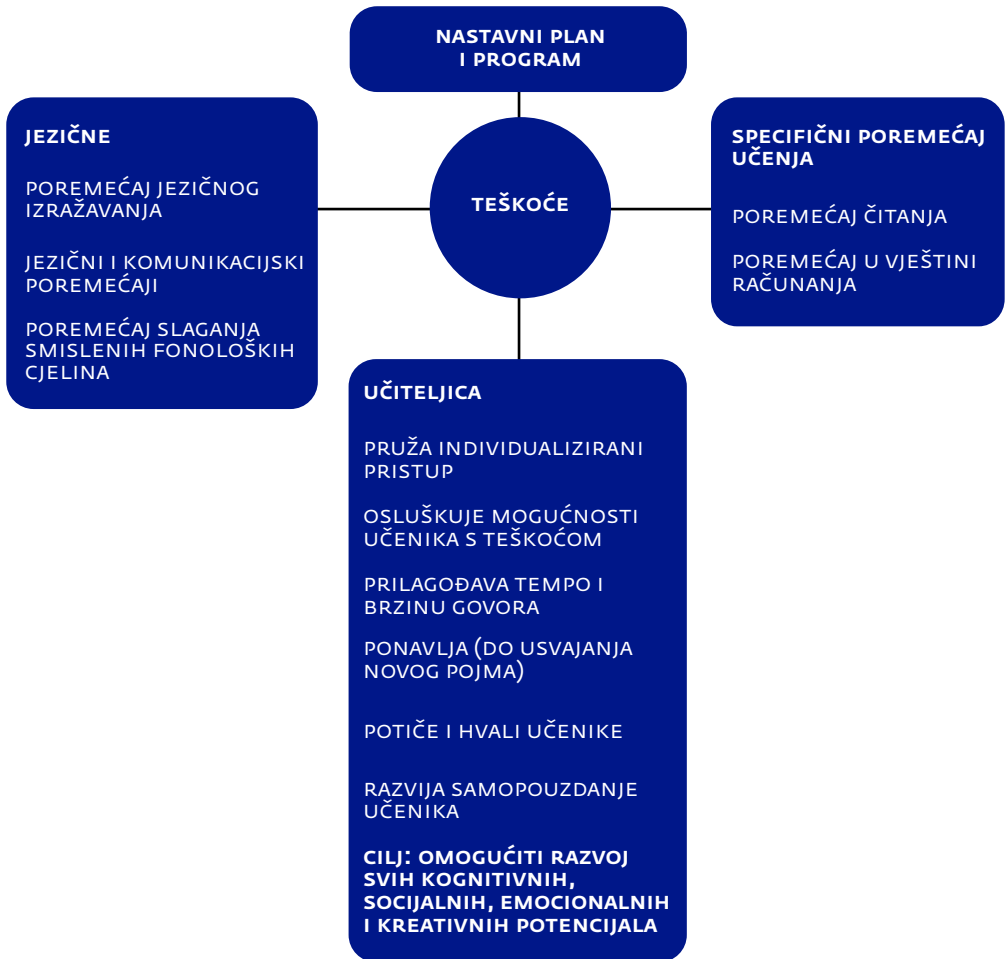 NASTAVNI PLAN
I PROGRAM
JEZIČNE
POREMEĆAJ JEZIČNOG
IZRAŽAVANJA
JEZIČNI I KOMUNIKACIJSKI
POREMEĆAJI
POREMEĆAJ SLAGANJA
SMISLENIH FONOLOŠKIH
CJELINA
TEŠKOĆE
SPECIFIČNI POREMEĆAJ
UČENJA
POREMEĆAJ ČITANJA
POREMEĆAJ U VJEŠTINI
RAČUNANJA
UČITELJICA
PRUŽA INDIVIDUALIZIRANI
PRISTUP
OSLUŠKUJE MOGUĆNOSTI
UČENIKA S TEŠKOĆOM
PRILAGOĐAVA TEMPO I
BRZINU GOVORA
PONAVLJA (DO USVAJANJA
NOVOG POJMA)
POTIČE I HVALI UČENIKE
RAZVIJA SAMOPOUZDANJE
UČENIKA
CILJ: OMOGUĆITI RAZVOJ
SVIH KOGNITIVNIH,
SOCIJALNIH, EMOCIONALNIH
I KREATIVNIH POTENCIJALA